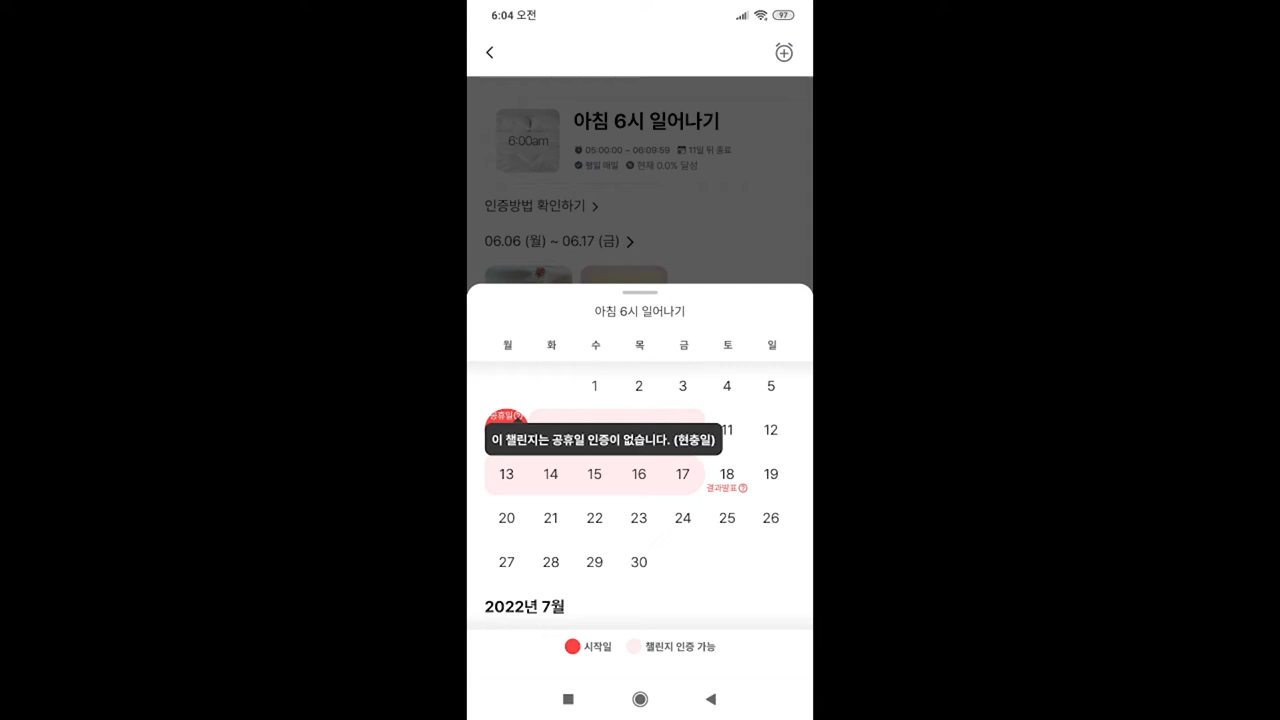 6:04 오전
97
6:00am
아침 6시 일어나기
05:00:00 ~ 06:09:59 11일 뒤 종료
평일 매일 현재 0.0% 달성
인증방법 확인하기 >
06.06 (월) ~ 06.17 (금) >
아침 6시 일어나기
월 화 수 목 금 토 일
1 2 3 4 5
공휴일(?)
이 챌린지는 공휴일 인증이 없습니다. (현충일)
11 12
13 14 15 16 17 18 19
결과발표?
20 21 22 23 24 25 26
27 28 29 30
2022년 7월
시작일 챌린지 인증 가능